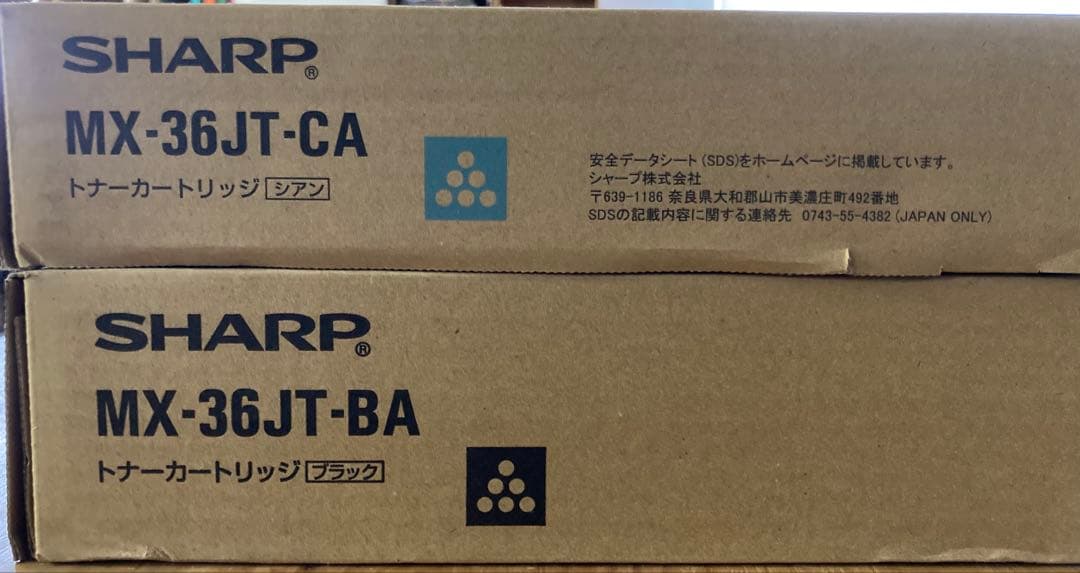 SHARP®
MX-36JT-CA
トナーカートリッジ シアン
安全データシート (SDS)をホームページに掲載しています。
シャープ株式会社
〒639-1186 奈良県大和郡山市美濃庄町492番地
SDSの記載内容に関する連絡先 0743-55-4382 (JAPAN ONLY)
SHARP®
MX-36JT-BA
トナーカートリッジ ブラック